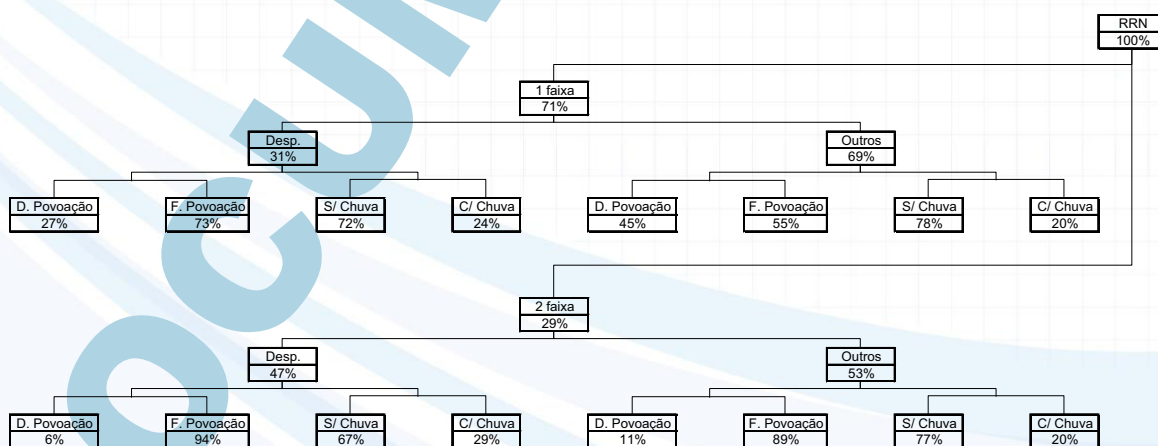 RRN
100%
1 faixa
71%
Desp.
31%
Outros
69%
D. Povoação
27%
F. Povoação
73%
S/ Chuva
72%
C/ Chuva
24%
D. Povoação
45%
F. Povoação
55%
S/ Chuva
78%
C/ Chuva
20%
2 faixa
29%
Desp.
47%
Outros
53%
D. Povoação
6%
F. Povoação
94%
S/ Chuva
67%
C/ Chuva
29%
D. Povoação
11%
F. Povoação
89%
S/ Chuva
77%
C/ Chuva
20%